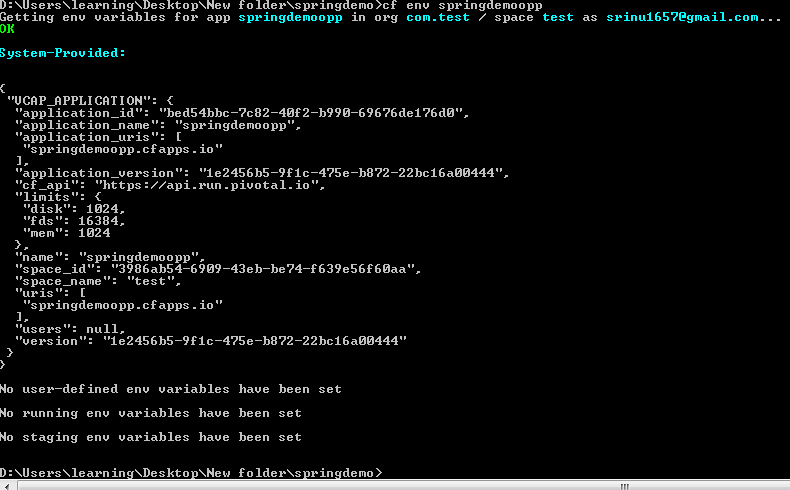 D:\Users\learning\Desktop\New folder\springdemo>cf env springdemoopp
Getting env variables for app springdemoopp in org com.test / space test as srinu1657@gmail.com...
OK
System-Provided:
{
"VCAP_APPLICATION": {
"application_id": "bed54bbc-7c82-40f2-b990-69676de176d0",
"application_name": "springdemoopp",
"application_uris": [
"springdemoopp.cfapps.io"
],
"application_version": "1e2456b5-9f1c-475e-b872-22bc16a00444",
"cf_api": "https://api.run.pivotal.io",
"limits": {
"disk": 1024,
"fds": 16384,
"mem": 1024
},
"name": "springdemoopp",
"space_id": "3986ab54-6909-43eb-be74-f639e56f60aa",
"space_name": "test",
"uris": [
"springdemoopp.cfapps.io"
],
"users": null,
"version": "1e2456b5-9f1c-475e-b872-22bc16a00444"
}
}
No user-defined env variables have been set
No running env variables have been set
No staging env variables have been set
D:\Users\learning\Desktop\New folder\springdemo>